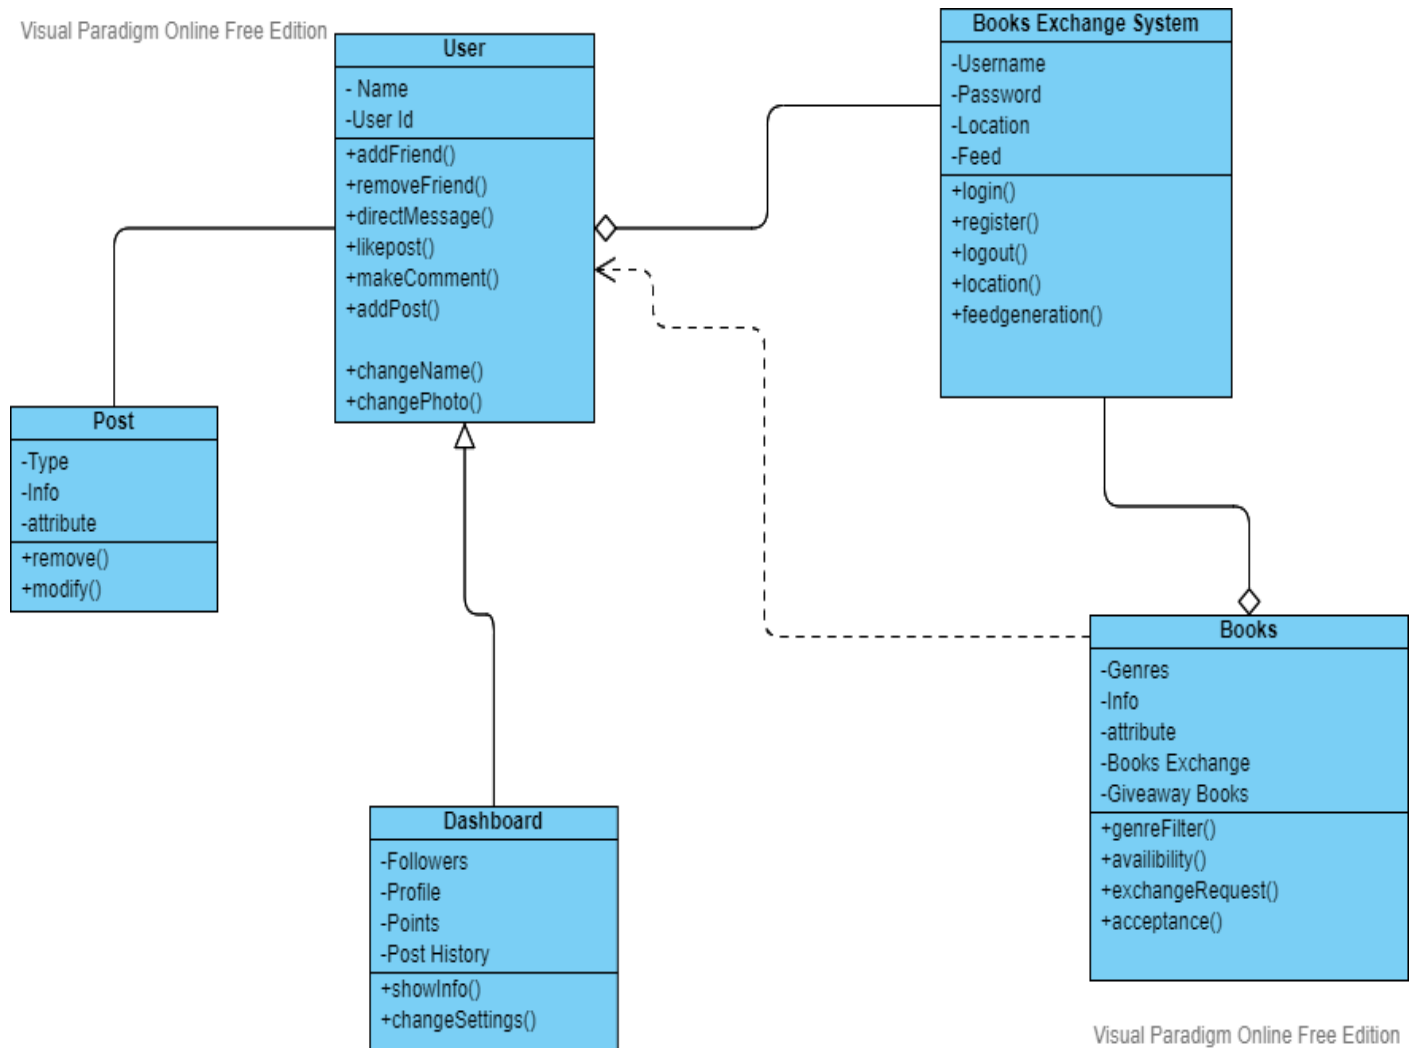 Visual Paradigm Online Free Edition
User
- Name
-User Id
+addFriend()
+removeFriend()
+directMessage()
+likepost()
+makeComment()
+addPost()
+changeName()
+changePhoto()
Books Exchange System
-Username
-Password
-Location
-Feed
+login()
+register()
+logout()
+location()
+feedgeneration()
Post
-Type
-Info
-attribute
+remove()
+modify()
Books
-Genres
-Info
-attribute
-Books Exchange
-Giveaway Books
+genreFilter()
+availibility()
+exchangeRequest()
+acceptance()
Dashboard
-Followers
-Profile
-Points
-Post History
+showInfo()
+changeSettings()
Visual Paradigm Online Free Edition